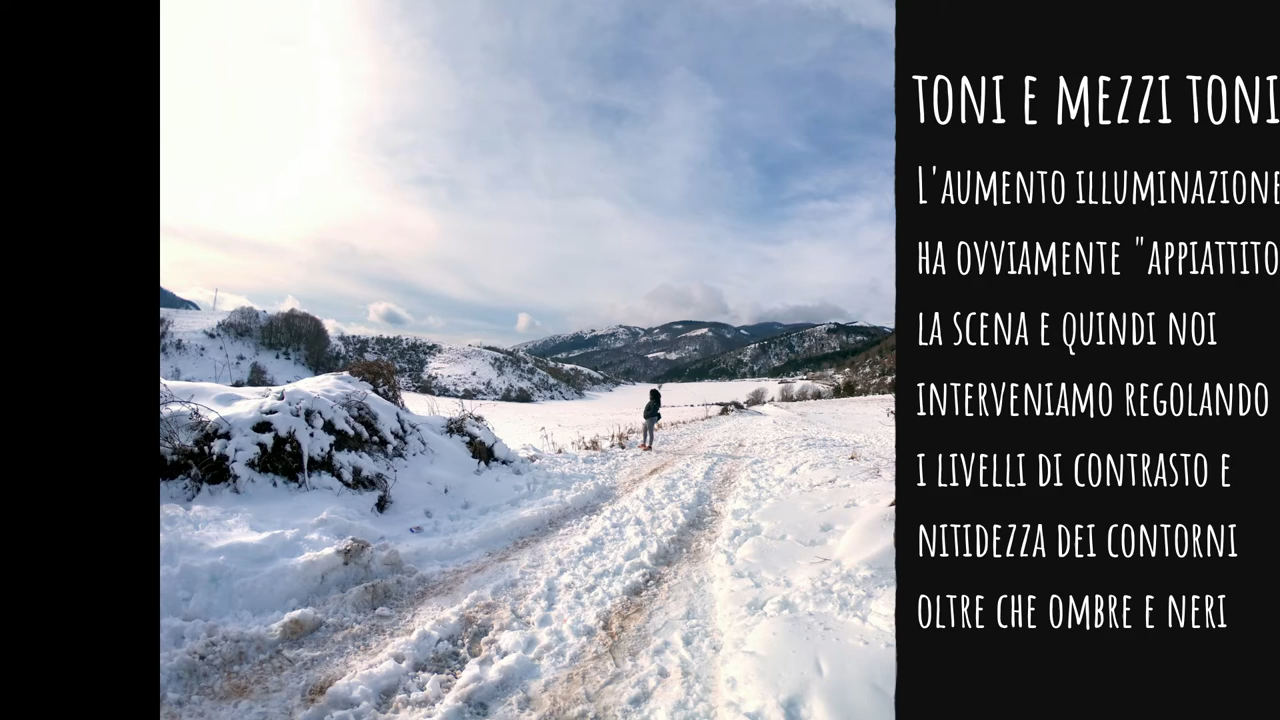 TONI E MEZZI TONI
L'AUMENTO ILLUMINAZIONE
HA OVVIAMENTE "APPIATTITO
LA SCENA E QUINDI NOI
INTERVENIAMO REGOLANDO
I LIVELLI DI CONTRASTO E
NITIDEZZA DEI CONTORNI
OLTRE CHE OMBRE E NERI